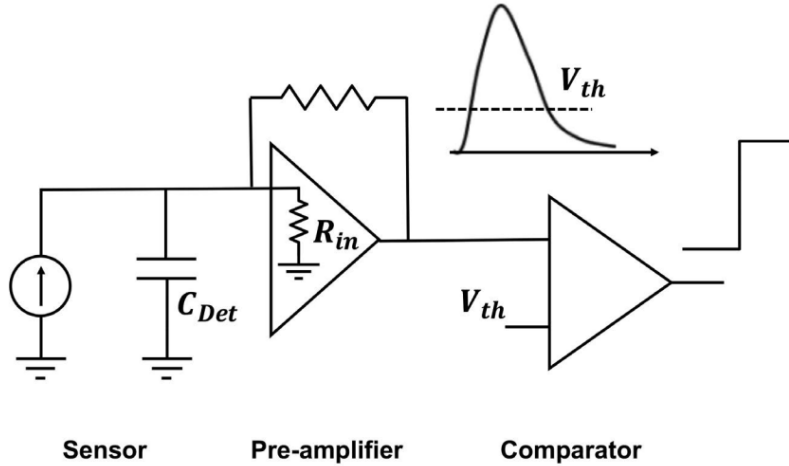 V_th
R_in
C_Det
V_th
Sensor Pre-amplifier Comparator